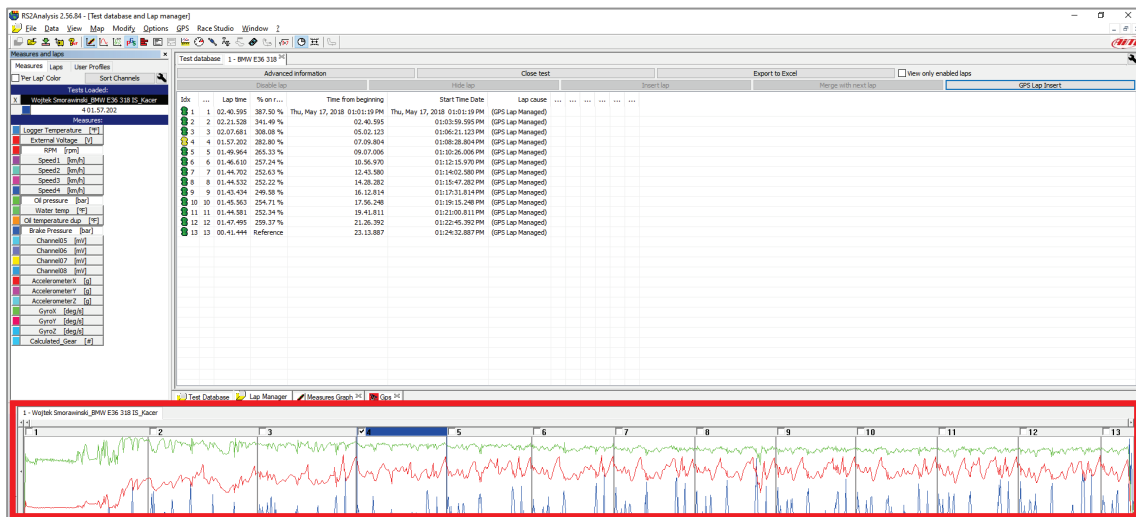 RS2Analysis 2.56.84 - [Test database and Lap manager]
File Data View Map Modify Options GPS Race Studio Window ?
Measures and laps
Measures Laps User Profiles
'Per Lap' Color Sort Channels
Tests Loaded:
X Wojtek Smorawinski_BMW E36 318 IS_Kacer
4 01.57.202
Measures:
Logger Temperature [°F]
External Voltage [V]
RPM [rpm]
Speed1 [km/h]
Speed2 [km/h]
Speed3 [km/h]
Speed4 [km/h]
Oil pressure [bar]
Water temp [°F]
Oil temperature dup [°F]
Brake Pressure [bar]
Channel05 [mV]
Channel06 [mV]
Channel07 [mV]
Channel08 [mV]
AccelerometerX [g]
AccelerometerY [g]
AccelerometerZ [g]
GyroX [deg/s]
GyroY [deg/s]
GyroZ [deg/s]
Calculated_Gear [#]
Test database 1 - BMW E36 318
Advanced information Close test Export to Excel View only enabled laps
Disable lap Hide lap Insert lap Merge with next lap GPS Lap Insert
Idx ... Lap time % on r... Time from beginning Start Time Date Lap cause ... ... ... ... ... ...
1 1 02.40.595 387.50 % Thu, May 17, 2018 01:01:19 PM Thu, May 17, 2018 01:01:19 PM (GPS Lap Managed)
2 2 02.21.528 341.49 % 02.40.595 01:03:59.595 PM (GPS Lap Managed)
3 3 02.07.681 308.08 % 05.02.123 01:06:21.123 PM (GPS Lap Managed)
4 4 01.57.202 282.80 % 07.09.804 01:08:28.804 PM (GPS Lap Managed)
5 5 01.49.964 265.33 % 09.07.006 01:10:26.006 PM (GPS Lap Managed)
6 6 01.46.610 257.24 % 10.56.970 01:12:15.970 PM (GPS Lap Managed)
7 7 01.44.702 252.63 % 12.43.580 01:14:02.580 PM (GPS Lap Managed)
8 8 01.44.532 252.22 % 14.28.282 01:15:47.282 PM (GPS Lap Managed)
9 9 01.43.434 249.58 % 16.12.814 01:17:31.814 PM (GPS Lap Managed)
10 10 01.45.563 254.71 % 17.56.248 01:19:15.248 PM (GPS Lap Managed)
11 11 01.44.581 252.34 % 19.41.811 01:21:00.811 PM (GPS Lap Managed)
12 12 01.47.495 259.37 % 21.26.392 01:22:45.392 PM (GPS Lap Managed)
13 13 00.41.444 Reference 23.13.887 01:24:32.887 PM (GPS Lap Managed)
Test Database Lap Manager Measures Graph Gps
1 - Wojtek Smorawinski_BMW E36 318 IS_Kacer
1 2 3 4 5 6 7 8 9 10 11 12 13